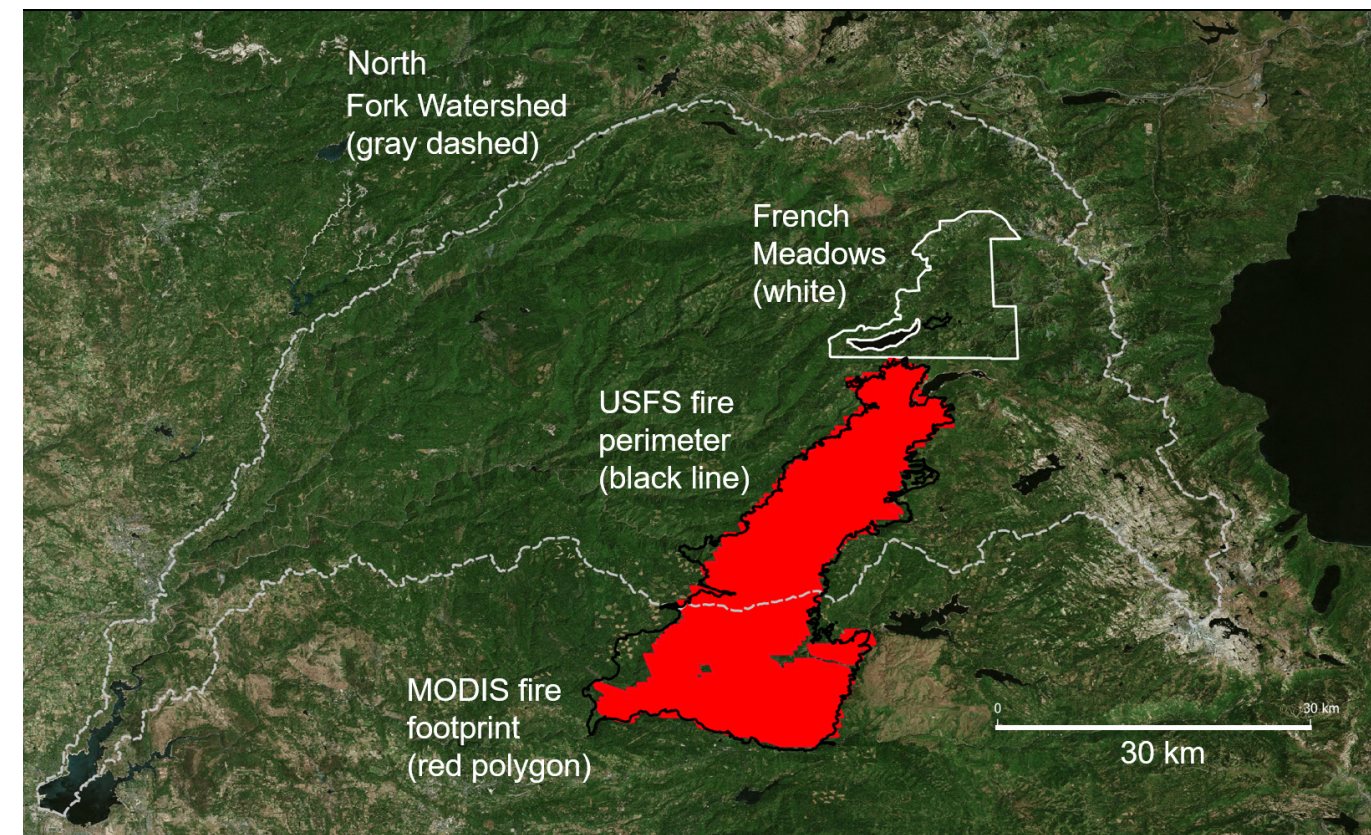 North
Fork Watershed
(gray dashed)
French
Meadows
(white)
USFS fire
perimeter
(black line)
MODIS fire
footprint
(red polygon)
0 30 km
30 km